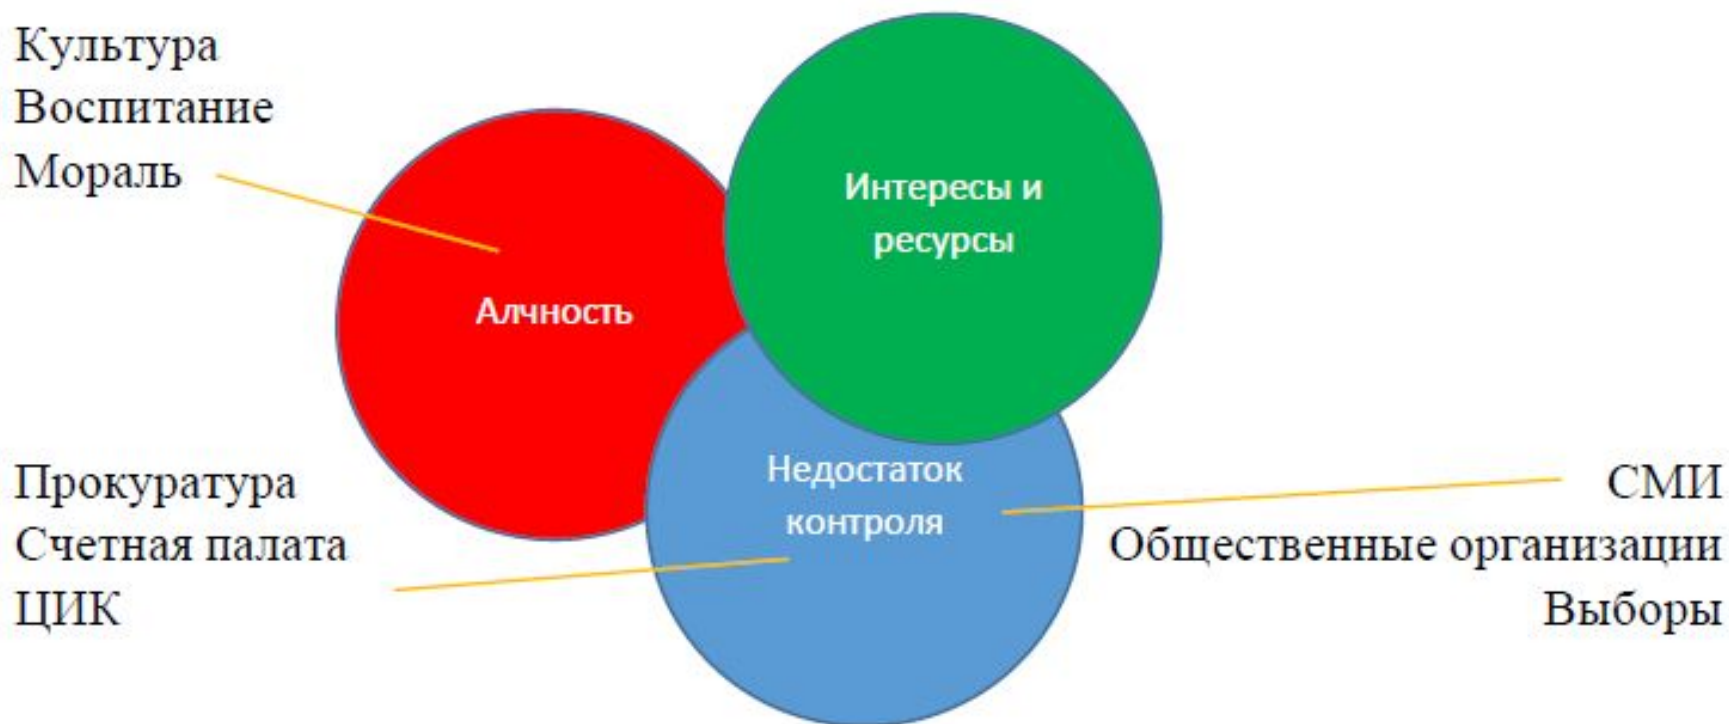 Культура
Воспитание
Мораль
Интересы и
ресурсы
Алчность
Недостаток
контроля
Прокуратура
Счетная палата
ЦИК
СМИ
Общественные организации
Выборы